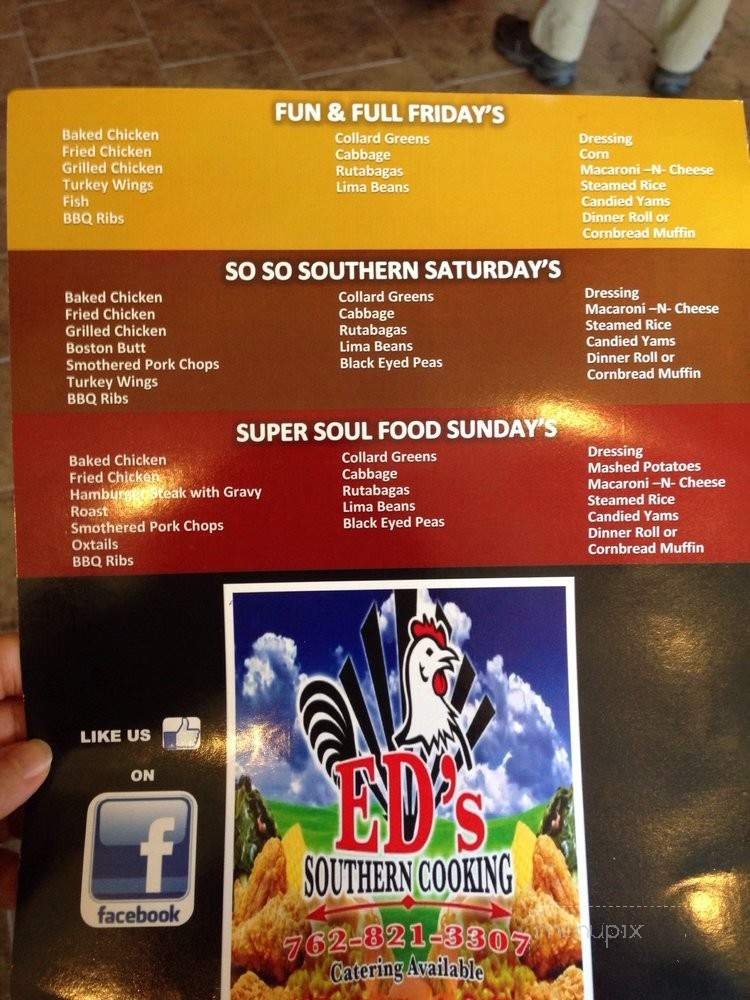 FUN & FULL FRIDAY'S
Baked Chicken
Fried Chicken
Grilled Chicken
Turkey Wings
Fish
BBQ Ribs
Collard Greens
Cabbage
Rutabagas
Lima Beans
Dressing
Corn
Macaroni –N- Cheese
Steamed Rice
Candied Yams
Dinner Roll or
Cornbread Muffin
SO SO SOUTHERN SATURDAY'S
Baked Chicken
Fried Chicken
Grilled Chicken
Boston Butt
Smothered Pork Chops
Turkey Wings
BBQ Ribs
Collard Greens
Cabbage
Rutabagas
Lima Beans
Black Eyed Peas
Dressing
Macaroni –N- Cheese
Steamed Rice
Candied Yams
Dinner Roll or
Cornbread Muffin
SUPER SOUL FOOD SUNDAY'S
Baked Chicken
Fried Chicken
Hamburger Steak with Gravy
Roast
Smothered Pork Chops
Oxtails
BBQ Ribs
Collard Greens
Cabbage
Rutabagas
Lima Beans
Black Eyed Peas
Dressing
Mashed Potatoes
Macaroni –N- Cheese
Steamed Rice
Candied Yams
Dinner Roll or
Cornbread Muffin
LIKE US
ON
f
facebook
ED's
SOUTHERN COOKING
762-821-3307
Catering Available
menupix